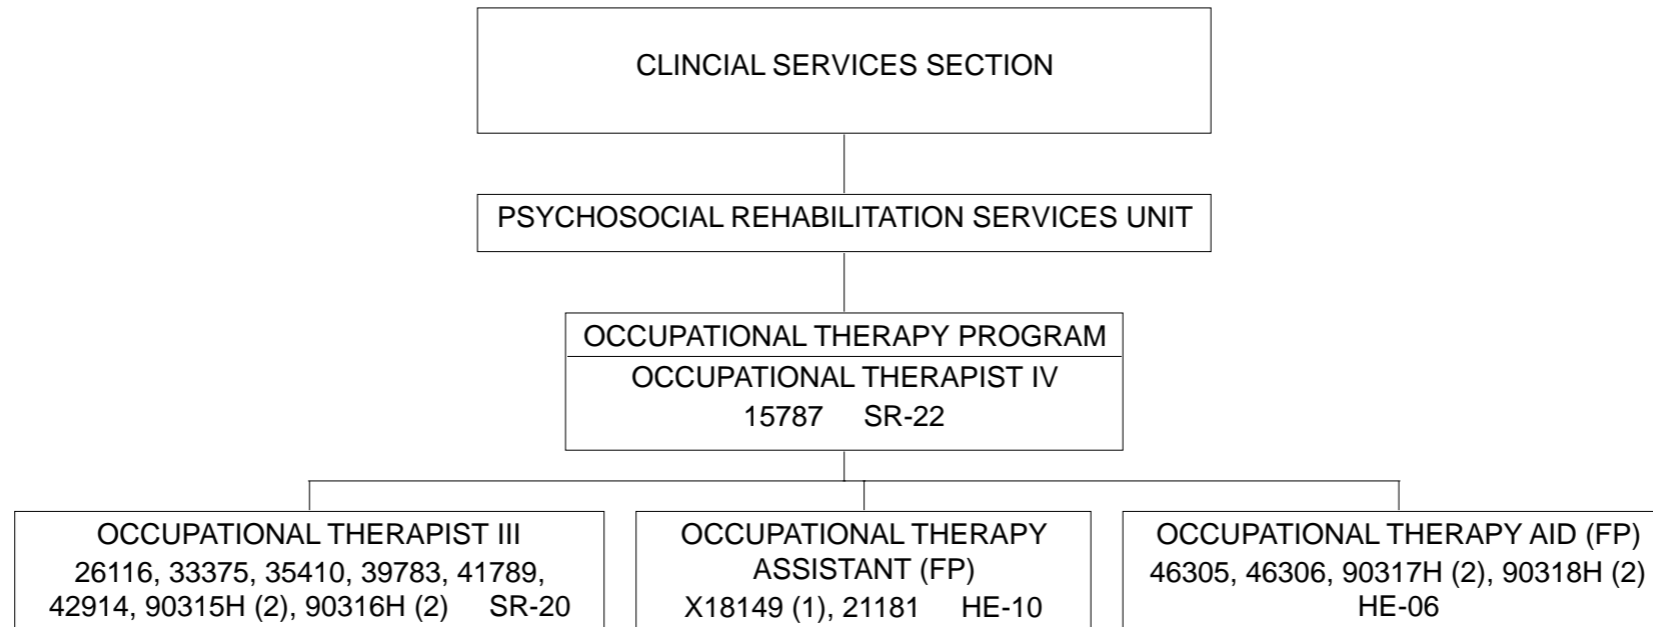 CLINCIAL SERVICES SECTION
PSYCHOSOCIAL REHABILITATION SERVICES UNIT
OCCUPATIONAL THERAPY PROGRAM
OCCUPATIONAL THERAPIST IV
15787 SR-22
OCCUPATIONAL THERAPIST III
26116, 33375, 35410, 39783, 41789,
42914, 90315H (2), 90316H (2) SR-20
OCCUPATIONAL THERAPY
ASSISTANT (FP)
X18149 (1), 21181 HE-10
OCCUPATIONAL THERAPY AID (FP)
46305, 46306, 90317H (2), 90318H (2)
HE-06